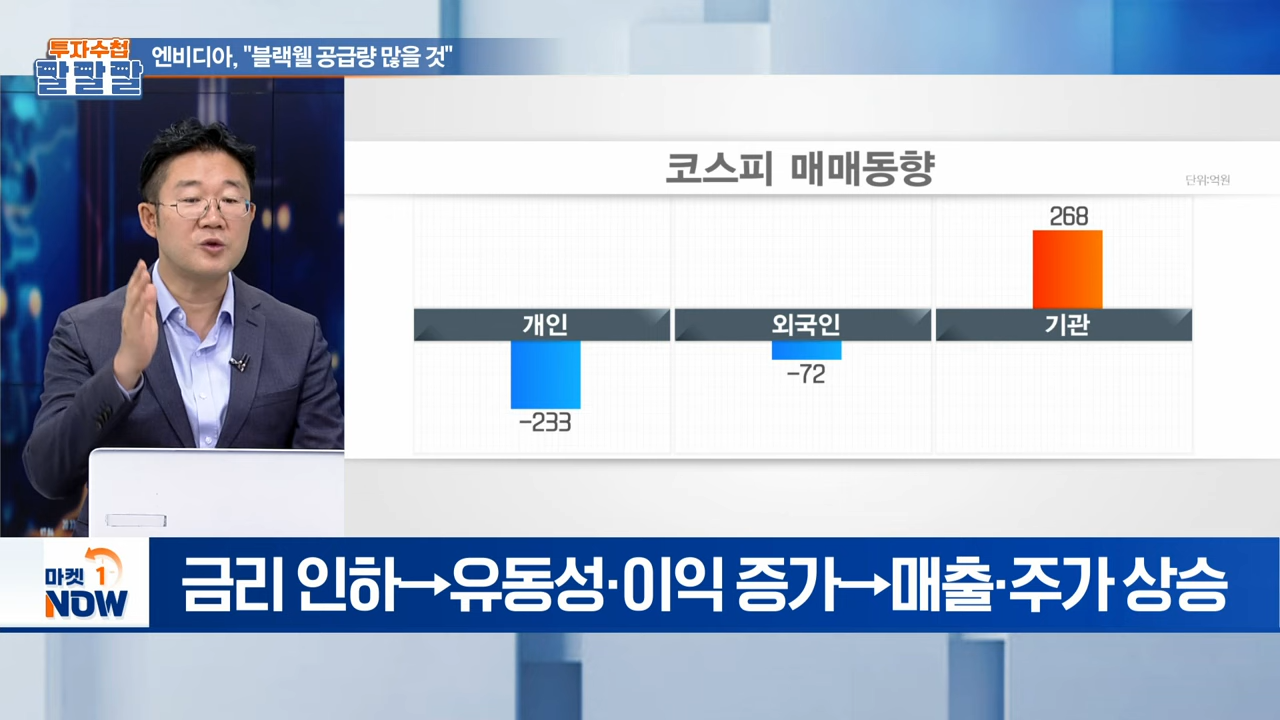 투자수첩
팔팔팔
엔비디아, "블랙웰 공급량 많을 것"
코스피 매매동향
단위:억원
268
개인
외국인
기관
-72
-233
마켓 1
NOW
금리 인하→유동성·이익 증가→매출·주가 상승